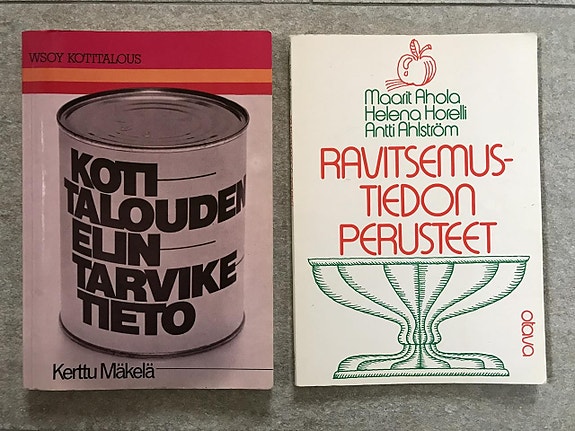 WSOY KOTITALOUS
KOTI
TALOUDEN
ELIN
TARVIKE
TIETO
Kerttu Mäkelä
Maarit Ahola
Helena Horelli
Antti Ahlström
RAVITSEMUS-
TIEDON
PERUSTEET
otava